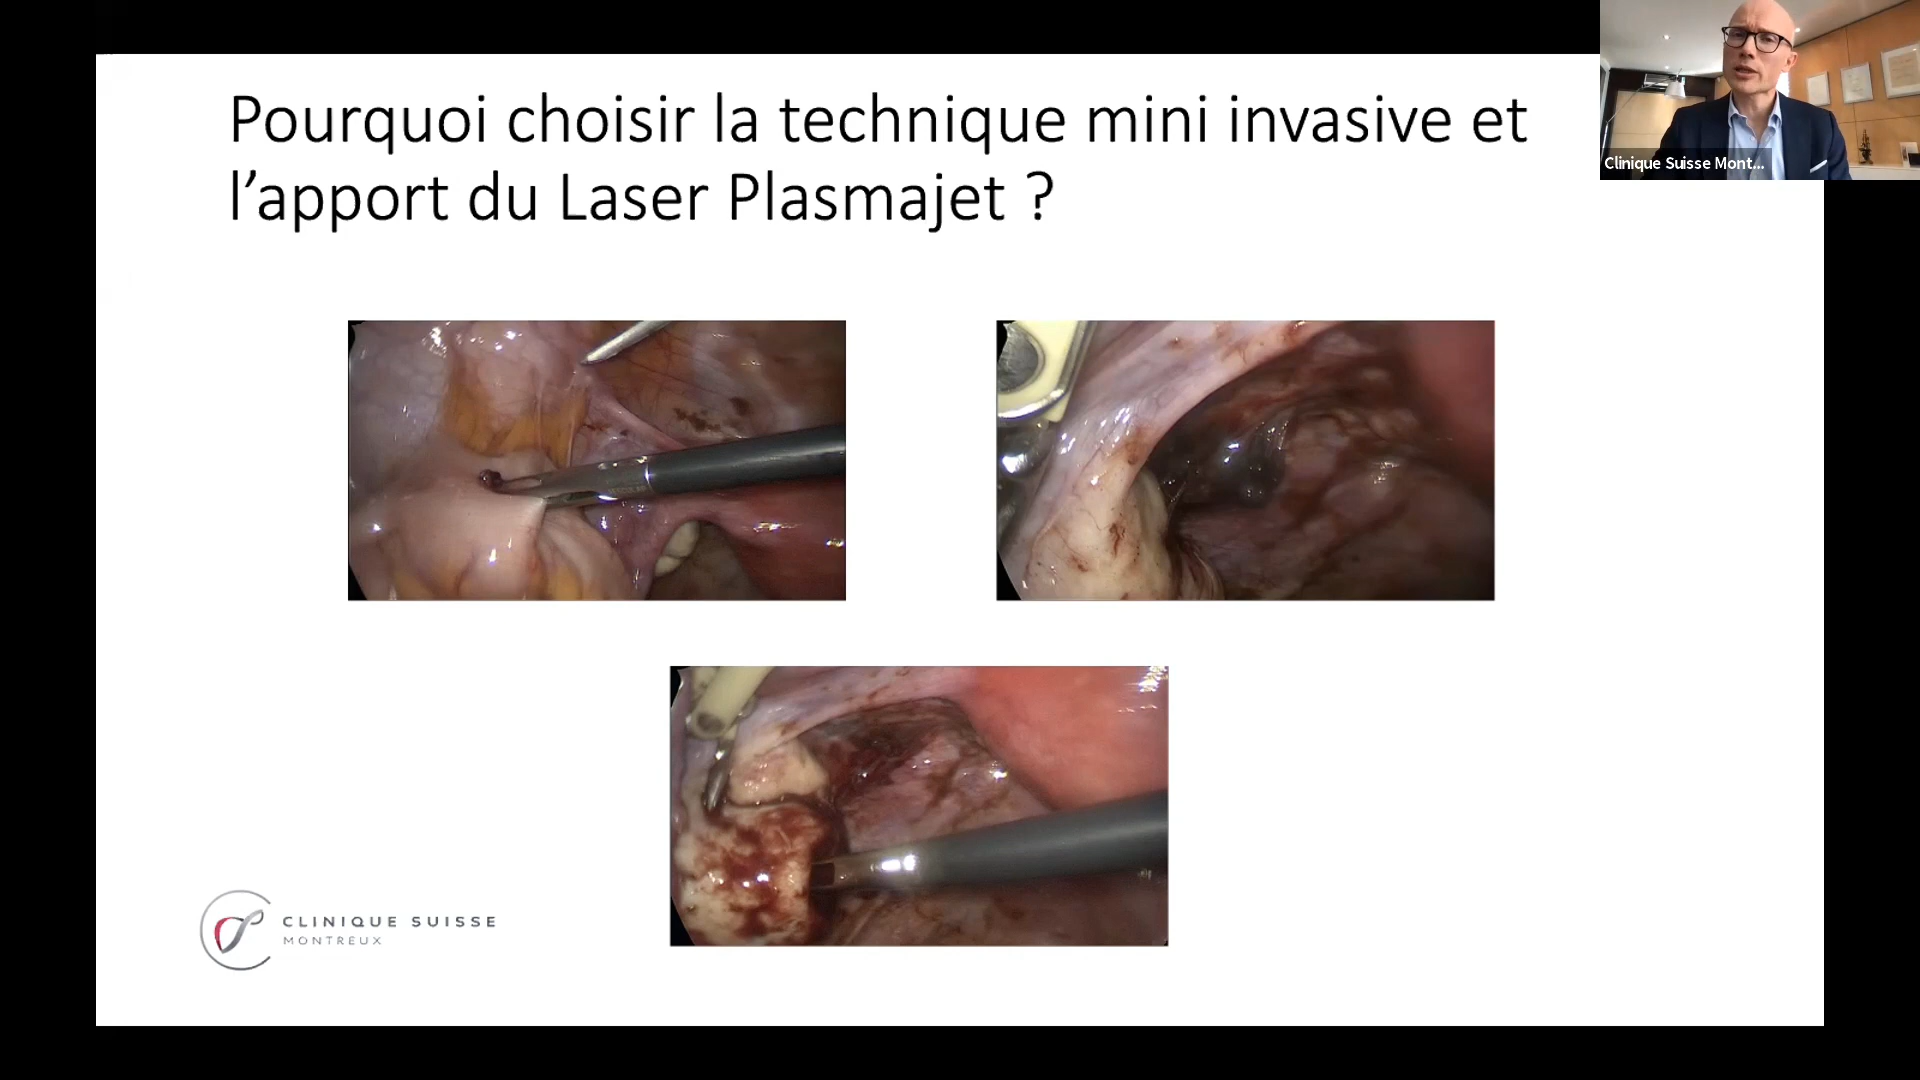 Pourquoi choisir la technique mini invasive et
l’apport du Laser Plasmajet ?
Clinique Suisse Mont...
CLINIQUE SUISSE
MONTREUX